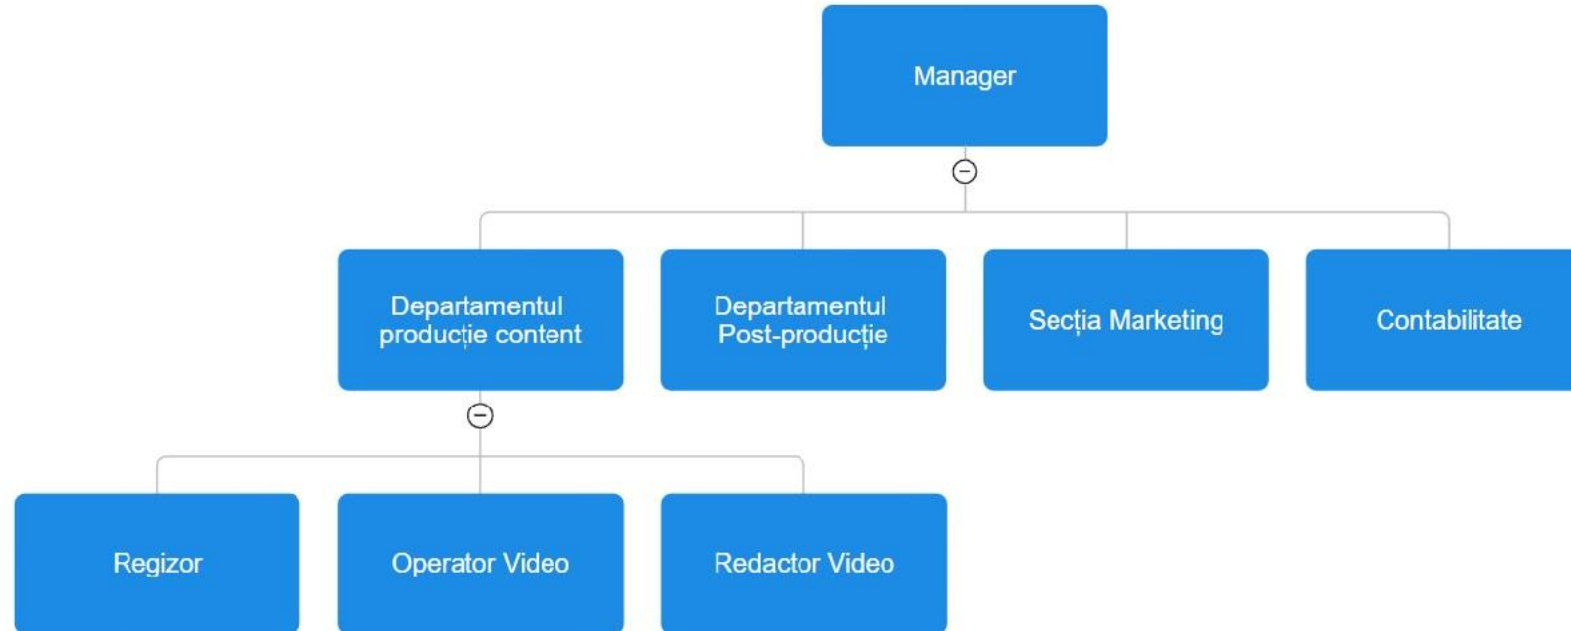 Manager
Departamentul
producție content
Departamentul
Post-producție
Secția Marketing
Contabilitate
Regizor
Operator Video
Redactor Video